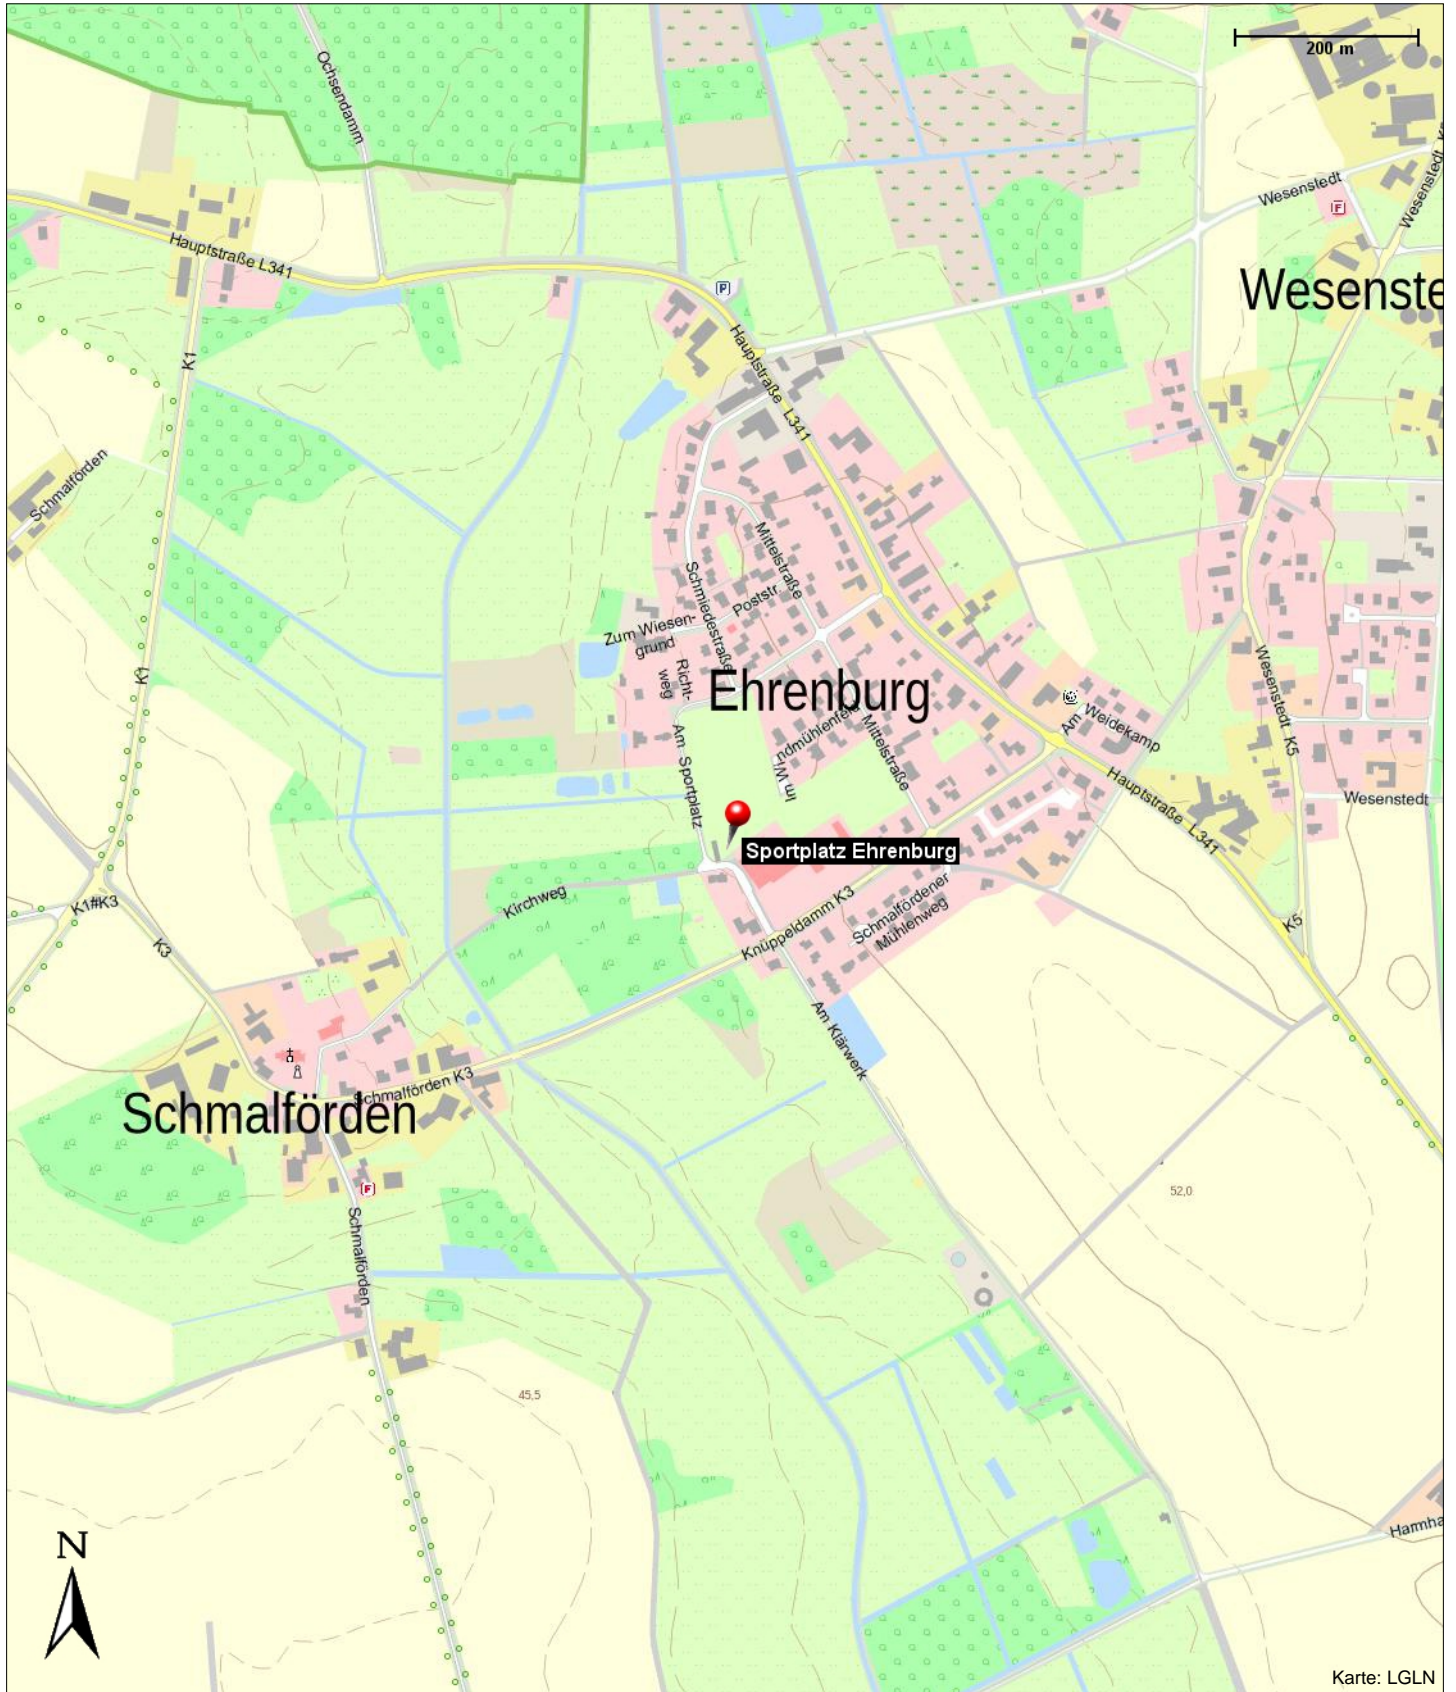 200 m
Ochsendamm
Wesenstedt
Wesenstedt
F
Hauptstraße L341
P
K1
Hauptstraße L341
Schmalförden
Mittelstraße
Schmiedestraße
Poststr.
Zum Wiesen-
grund
Richt-
weg
Ehrenburg
K1
Am Sportplatz
ndmühlenfeld
Im Wi-
Mittelstraße
Am
Weidekamp
Wesenstedt K5
Hauptstraße L341
Wesenstedt
Sportplatz Ehrenburg
Kirchweg
K1#K3
K3
Knüppeldamm K3
Schmalfördener
Mühlenweg
K5
Am Klärwerk
Schmalförden K3
Schmalförden
F
52,0
Schmalförden
45,5
N
Karte: LGLN